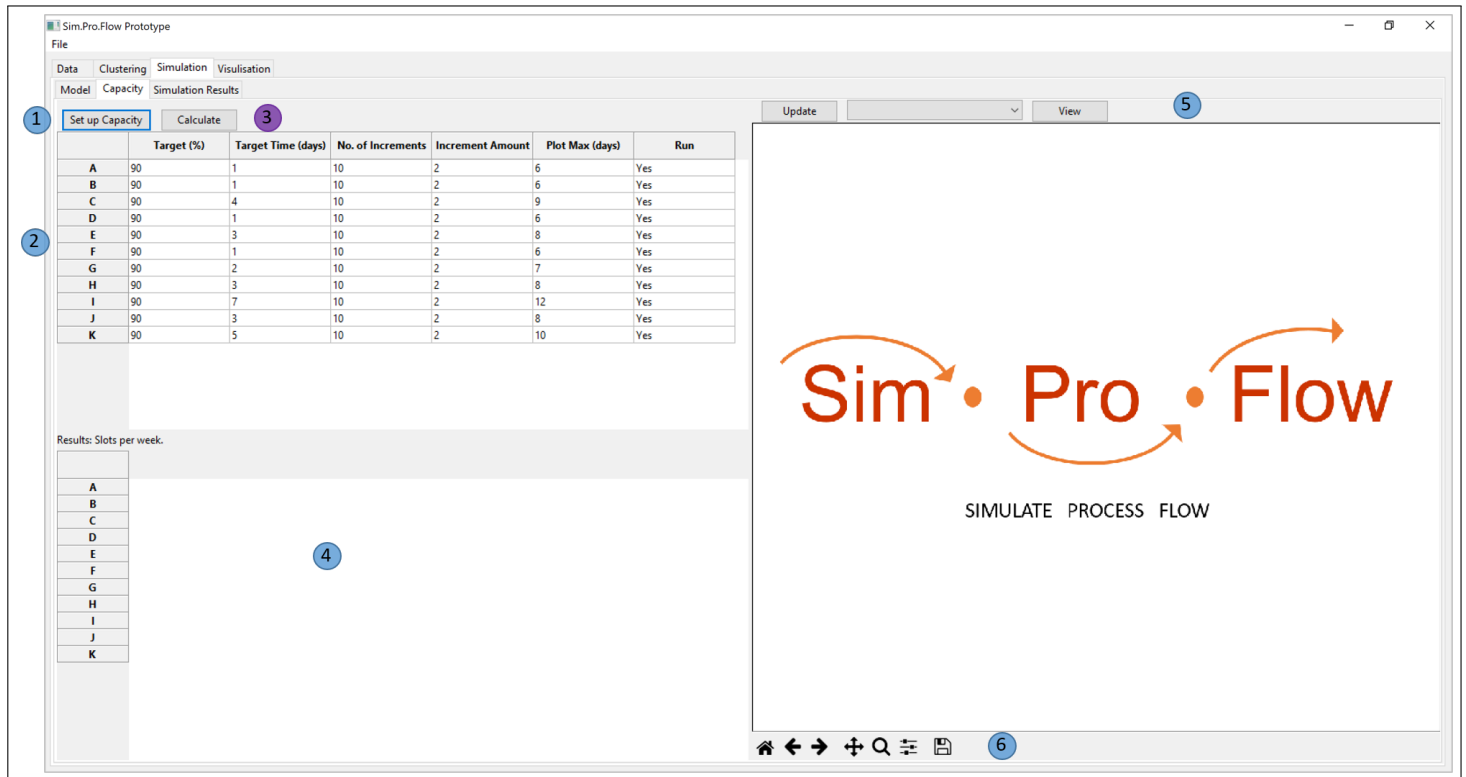 Sim.Pro.Flow Prototype
File
Data Clustering Simulation Visulisation
Model Capacity Simulation Results
1 Set up Capacity Calculate 3 Update View 5
Target (%) Target Time (days) No. of Increments Increment Amount Plot Max (days) Run
A 90 1 10 2 6 Yes
B 90 1 10 2 6 Yes
C 90 4 10 2 9 Yes
D 90 1 10 2 6 Yes
2
E 90 3 10 2 8 Yes
F 90 1 10 2 6 Yes
G 90 2 10 2 7 Yes
H 90 3 10 2 8 Yes
I 90 7 10 2 12 Yes
J 90 3 10 2 8 Yes
K 90 5 10 2 10 Yes
Sim • Pro • Flow
SIMULATE PROCESS FLOW
Results: Slots per week.
A
B
C
D
E
F
G
H
I
J
K
4
6